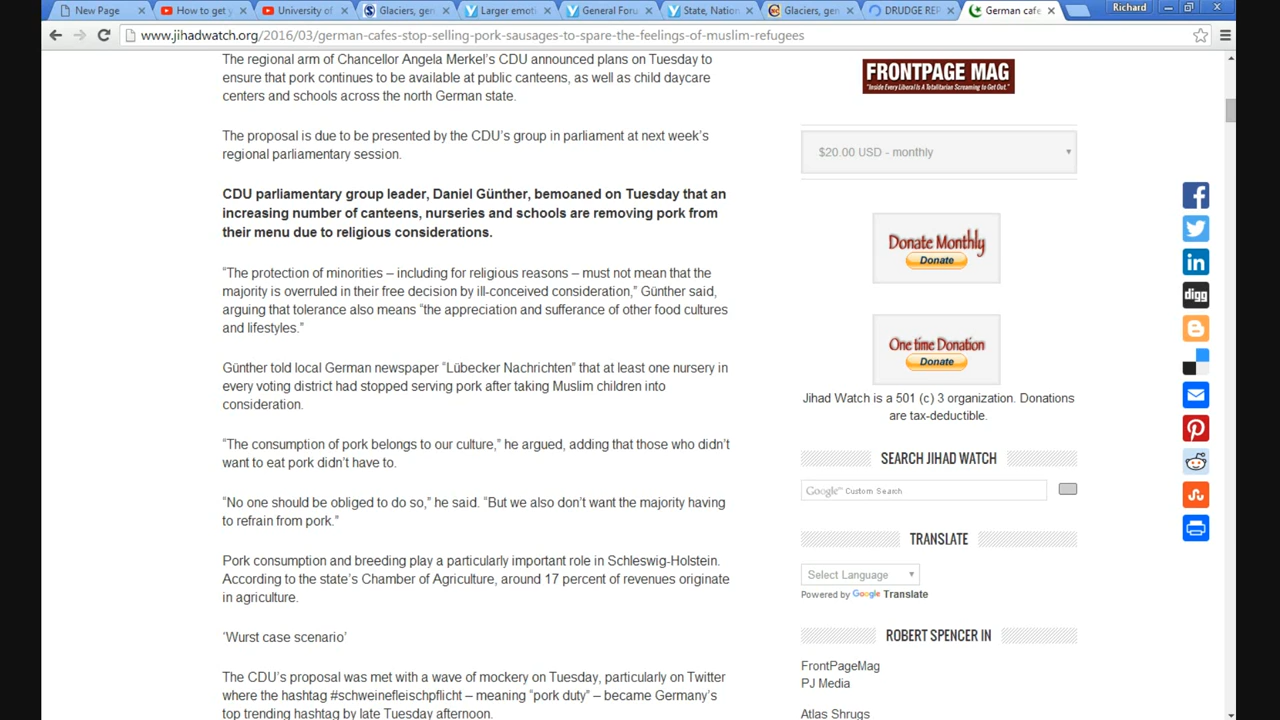 New Page
How to get y
University of
Glaciers, gen
Larger emoti
General Foru
State, Nation
Glaciers, gen
DRUDGE REP
German cafe
Richard
www.jihadwatch.org/2016/03/german-cafes-stop-selling-pork-sausages-to-spare-the-feelings-of-muslim-refugees
The regional arm of Chancellor Angela Merkel's CDU announced plans on Tuesday to
ensure that pork continues to be available at public canteens, as well as child daycare
centers and schools across the north German state.
The proposal is due to be presented by the CDU's group in parliament at next week's
regional parliamentary session.
CDU parliamentary group leader, Daniel Günther, bemoaned on Tuesday that an
increasing number of canteens, nurseries and schools are removing pork from
their menu due to religious considerations.
“The protection of minorities – including for religious reasons – must not mean that the
majority is overruled in their free decision by ill-conceived consideration,” Günther said,
arguing that tolerance also means “the appreciation and sufferance of other food cultures
and lifestyles.”
Günther told local German newspaper “Lübecker Nachrichten” that at least one nursery in
every voting district had stopped serving pork after taking Muslim children into
consideration.
“The consumption of pork belongs to our culture,” he argued, adding that those who didn't
want to eat pork didn't have to.
“No one should be obliged to do so,” he said. “But we also don't want the majority having
to refrain from pork.”
Pork consumption and breeding play a particularly important role in Schleswig-Holstein.
According to the state's Chamber of Agriculture, around 17 percent of revenues originate
in agriculture.
‘Wurst case scenario’
The CDU's proposal was met with a wave of mockery on Tuesday, particularly on Twitter
where the hashtag #schweinefleischpflicht – meaning “pork duty” – became Germany's
top trending hashtag by late Tuesday afternoon.
FRONTPAGE MAG
"Inside Every Liberal Is A Totalitarian Screaming to Get Out."
$20.00 USD - monthly
Donate Monthly
Donate
One time Donation
Donate
Jihad Watch is a 501 (c) 3 organization. Donations
are tax-deductible.
SEARCH JIHAD WATCH
Google™ Custom Search
TRANSLATE
Select Language
Powered by Google Translate
ROBERT SPENCER IN
FrontPageMag
PJ Media
Atlas Shrugs
digg